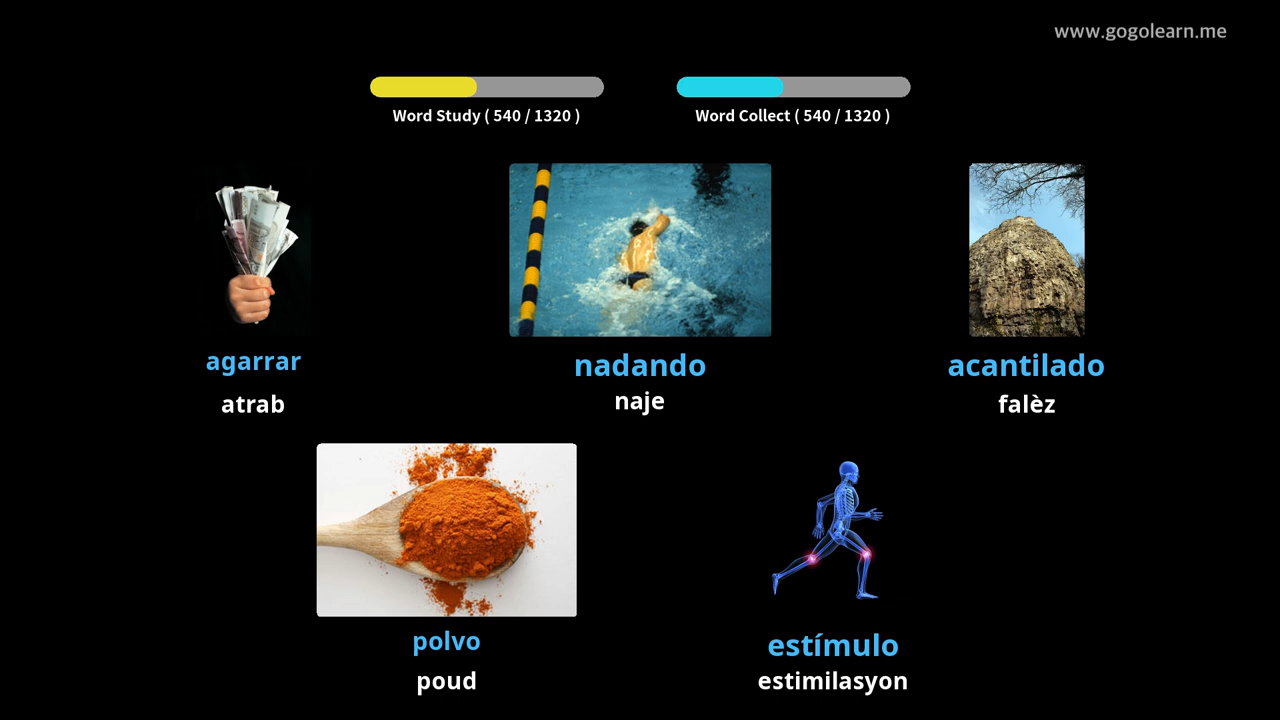 www.gogolearn.me
Word Study ( 540 / 1320 )
Word Collect ( 540 / 1320 )
agarrar
atrab
nadando
naje
acantilado
falèz
polvo
poud
estímulo
estimilasyon